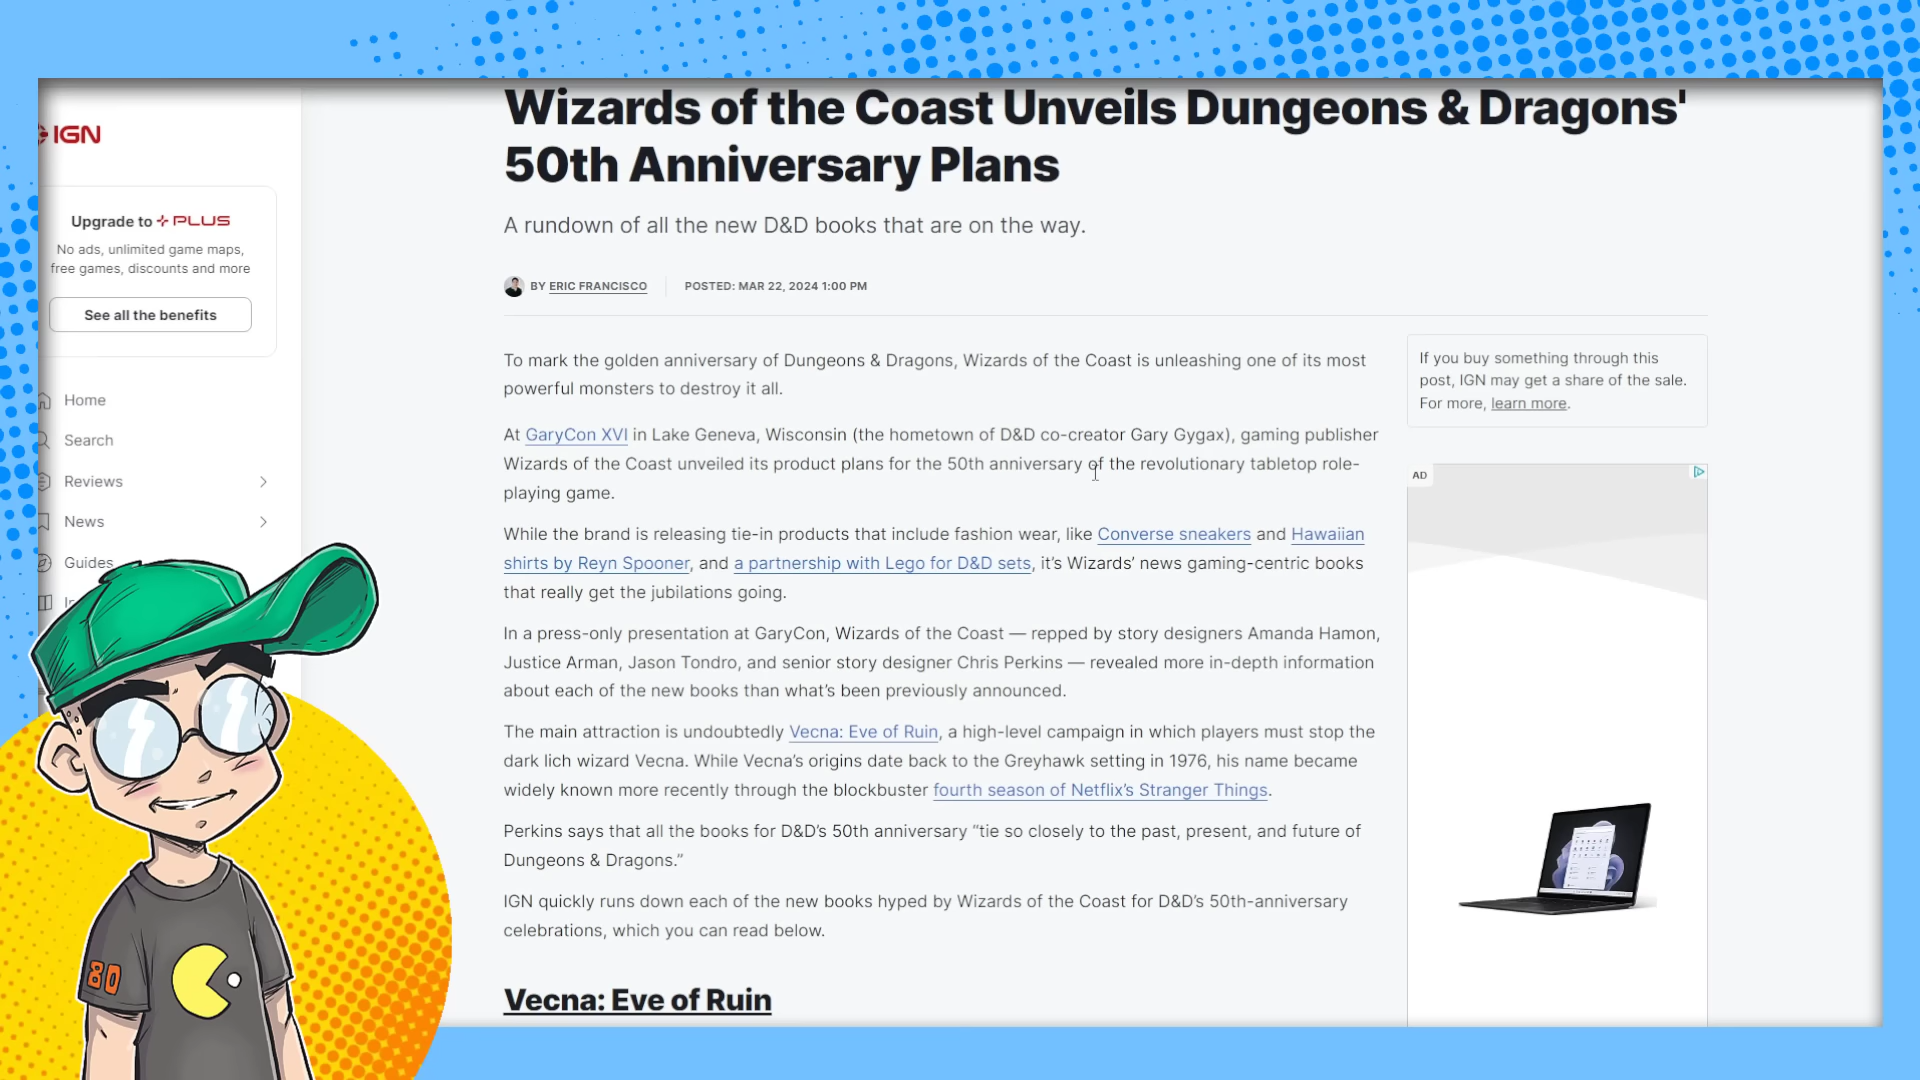 IGN
Upgrade to PLUS
No ads, unlimited game maps,
free games, discounts and more
See all the benefits
Home
Search
Reviews
News
Guides
Wizards of the Coast Unveils Dungeons & Dragons'
50th Anniversary Plans
A rundown of all the new D&D books that are on the way.
BY ERIC FRANCISCO
POSTED: MAR 22, 2024 1:00 PM
To mark the golden anniversary of Dungeons & Dragons, Wizards of the Coast is unleashing one of its most
powerful monsters to destroy it all.
At GaryCon XVI in Lake Geneva, Wisconsin (the hometown of D&D co-creator Gary Gygax), gaming publisher
Wizards of the Coast unveiled its product plans for the 50th anniversary of the revolutionary tabletop role-
playing game.
While the brand is releasing tie-in products that include fashion wear, like Converse sneakers and Hawaiian
shirts by Reyn Spooner, and a partnership with Lego for D&D sets, it’s Wizards’ news gaming-centric books
that really get the jubilations going.
In a press-only presentation at GaryCon, Wizards of the Coast — repped by story designers Amanda Hamon,
Justice Arman, Jason Tondro, and senior story designer Chris Perkins — revealed more in-depth information
about each of the new books than what’s been previously announced.
The main attraction is undoubtedly Vecna: Eve of Ruin, a high-level campaign in which players must stop the
dark lich wizard Vecna. While Vecna’s origins date back to the Greyhawk setting in 1976, his name became
widely known more recently through the blockbuster fourth season of Netflix’s Stranger Things.
Perkins says that all the books for D&D’s 50th anniversary “tie so closely to the past, present, and future of
Dungeons & Dragons.”
IGN quickly runs down each of the new books hyped by Wizards of the Coast for D&D’s 50th-anniversary
celebrations, which you can read below.
Vecna: Eve of Ruin
If you buy something through this
post, IGN may get a share of the sale.
For more, learn more.
AD
80